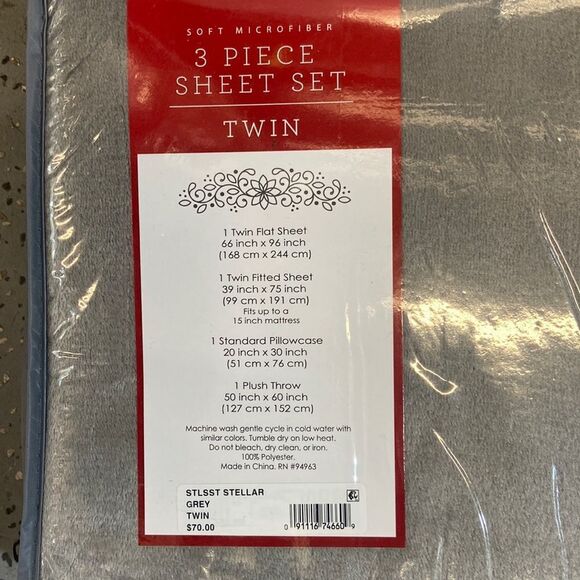 SOFT MICROFIBER
3 PIECE
SHEET SET
TWIN
1 Twin Flat Sheet
66 inch x 96 inch
(168 cm x 244 cm)
1 Twin Fitted Sheet
39 inch x 75 inch
(99 cm x 191 cm)
Fits up to a
15 inch mattress
1 Standard Pillowcase
20 inch x 30 inch
(51 cm x 76 cm)
1 Plush Throw
50 inch x 60 inch
(127 cm x 152 cm)
Machine wash gentle cycle in cold water with
similar colors. Tumble dry on low heat.
Do not bleach, dry clean, or iron.
100% Polyester.
Made in China. RN #94963
STLSST STELLAR
GREY
TWIN
$70.00
0 91116 74660 9